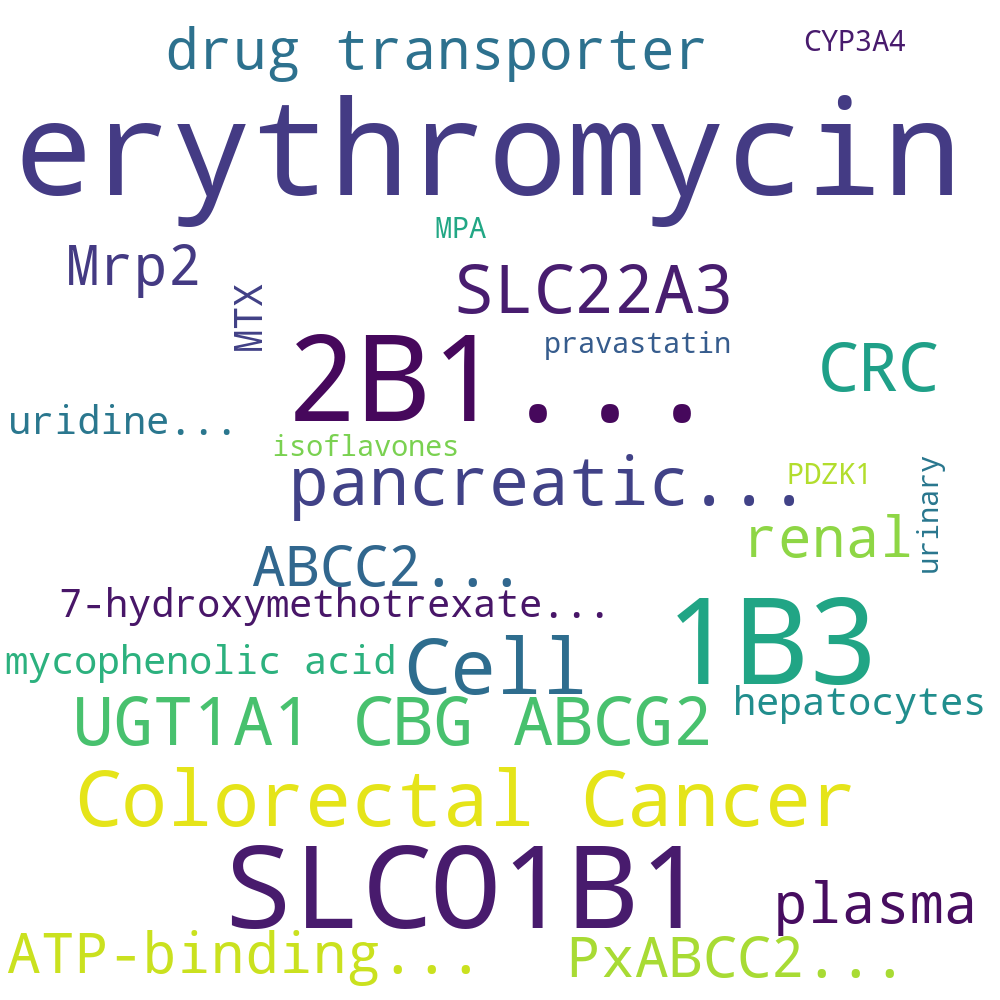 drug transporter
CYP3A4
erythromycin
MPA
Mrp2
SLC22A3
MTX
2B1...
pravastatin
CRC
uridine...
isoflavones
pancreatic...
PDZK1
urinary
renal
ABCC2...
7-hydroxymethotrexate...
1B3
mycophenolic acid
Cell
hepatocytes
UGT1A1 CBG ABCG2
Colorectal Cancer
SLCO1B1
plasma
ATP-binding...
PxABCC2...